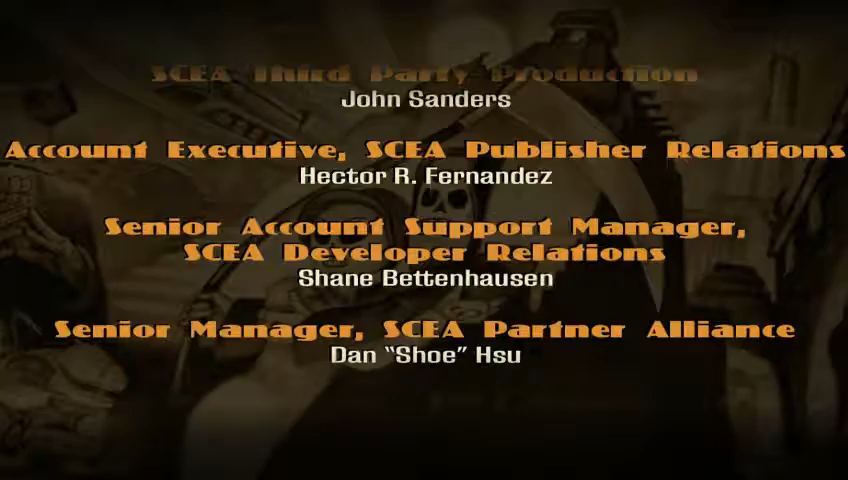 SCEA Third Party Production
John Sanders
Account Executive, SCEA Publisher Relations
Hector R. Fernandez
Senior Account Support Manager,
SCEA Developer Relations
Shane Bettenhausen
Senior Manager, SCEA Partner Alliance
Dan “Shoe” Hsu